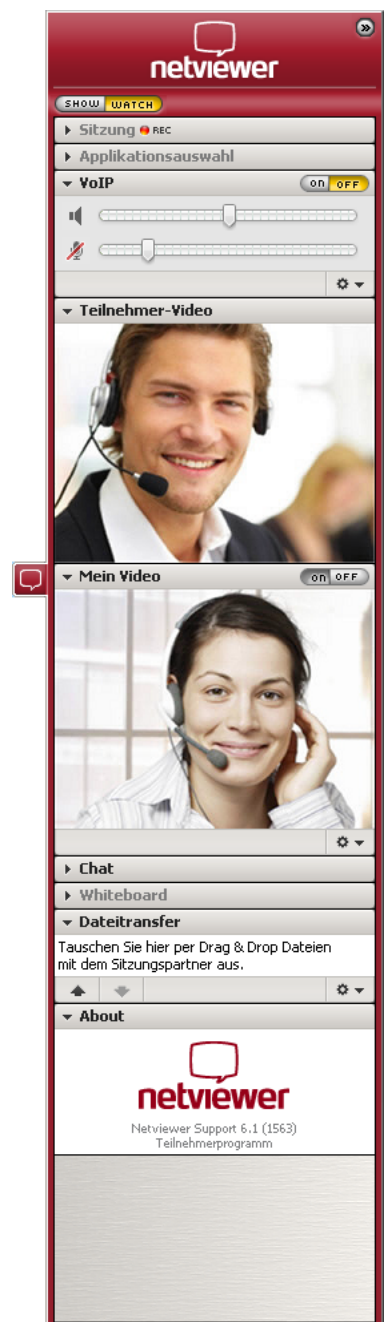 netviewer
SHOW WATCH
Sitzung REC
Applikationsauswahl
VoIP on OFF
Teilnehmer-Video
Mein Video on OFF
Chat
Whiteboard
Dateitransfer
Tauschen Sie hier per Drag & Drop Dateien
mit dem Sitzungspartner aus.
About
netviewer
Netviewer Support 6.1 (1563)
Teilnehmerprogramm